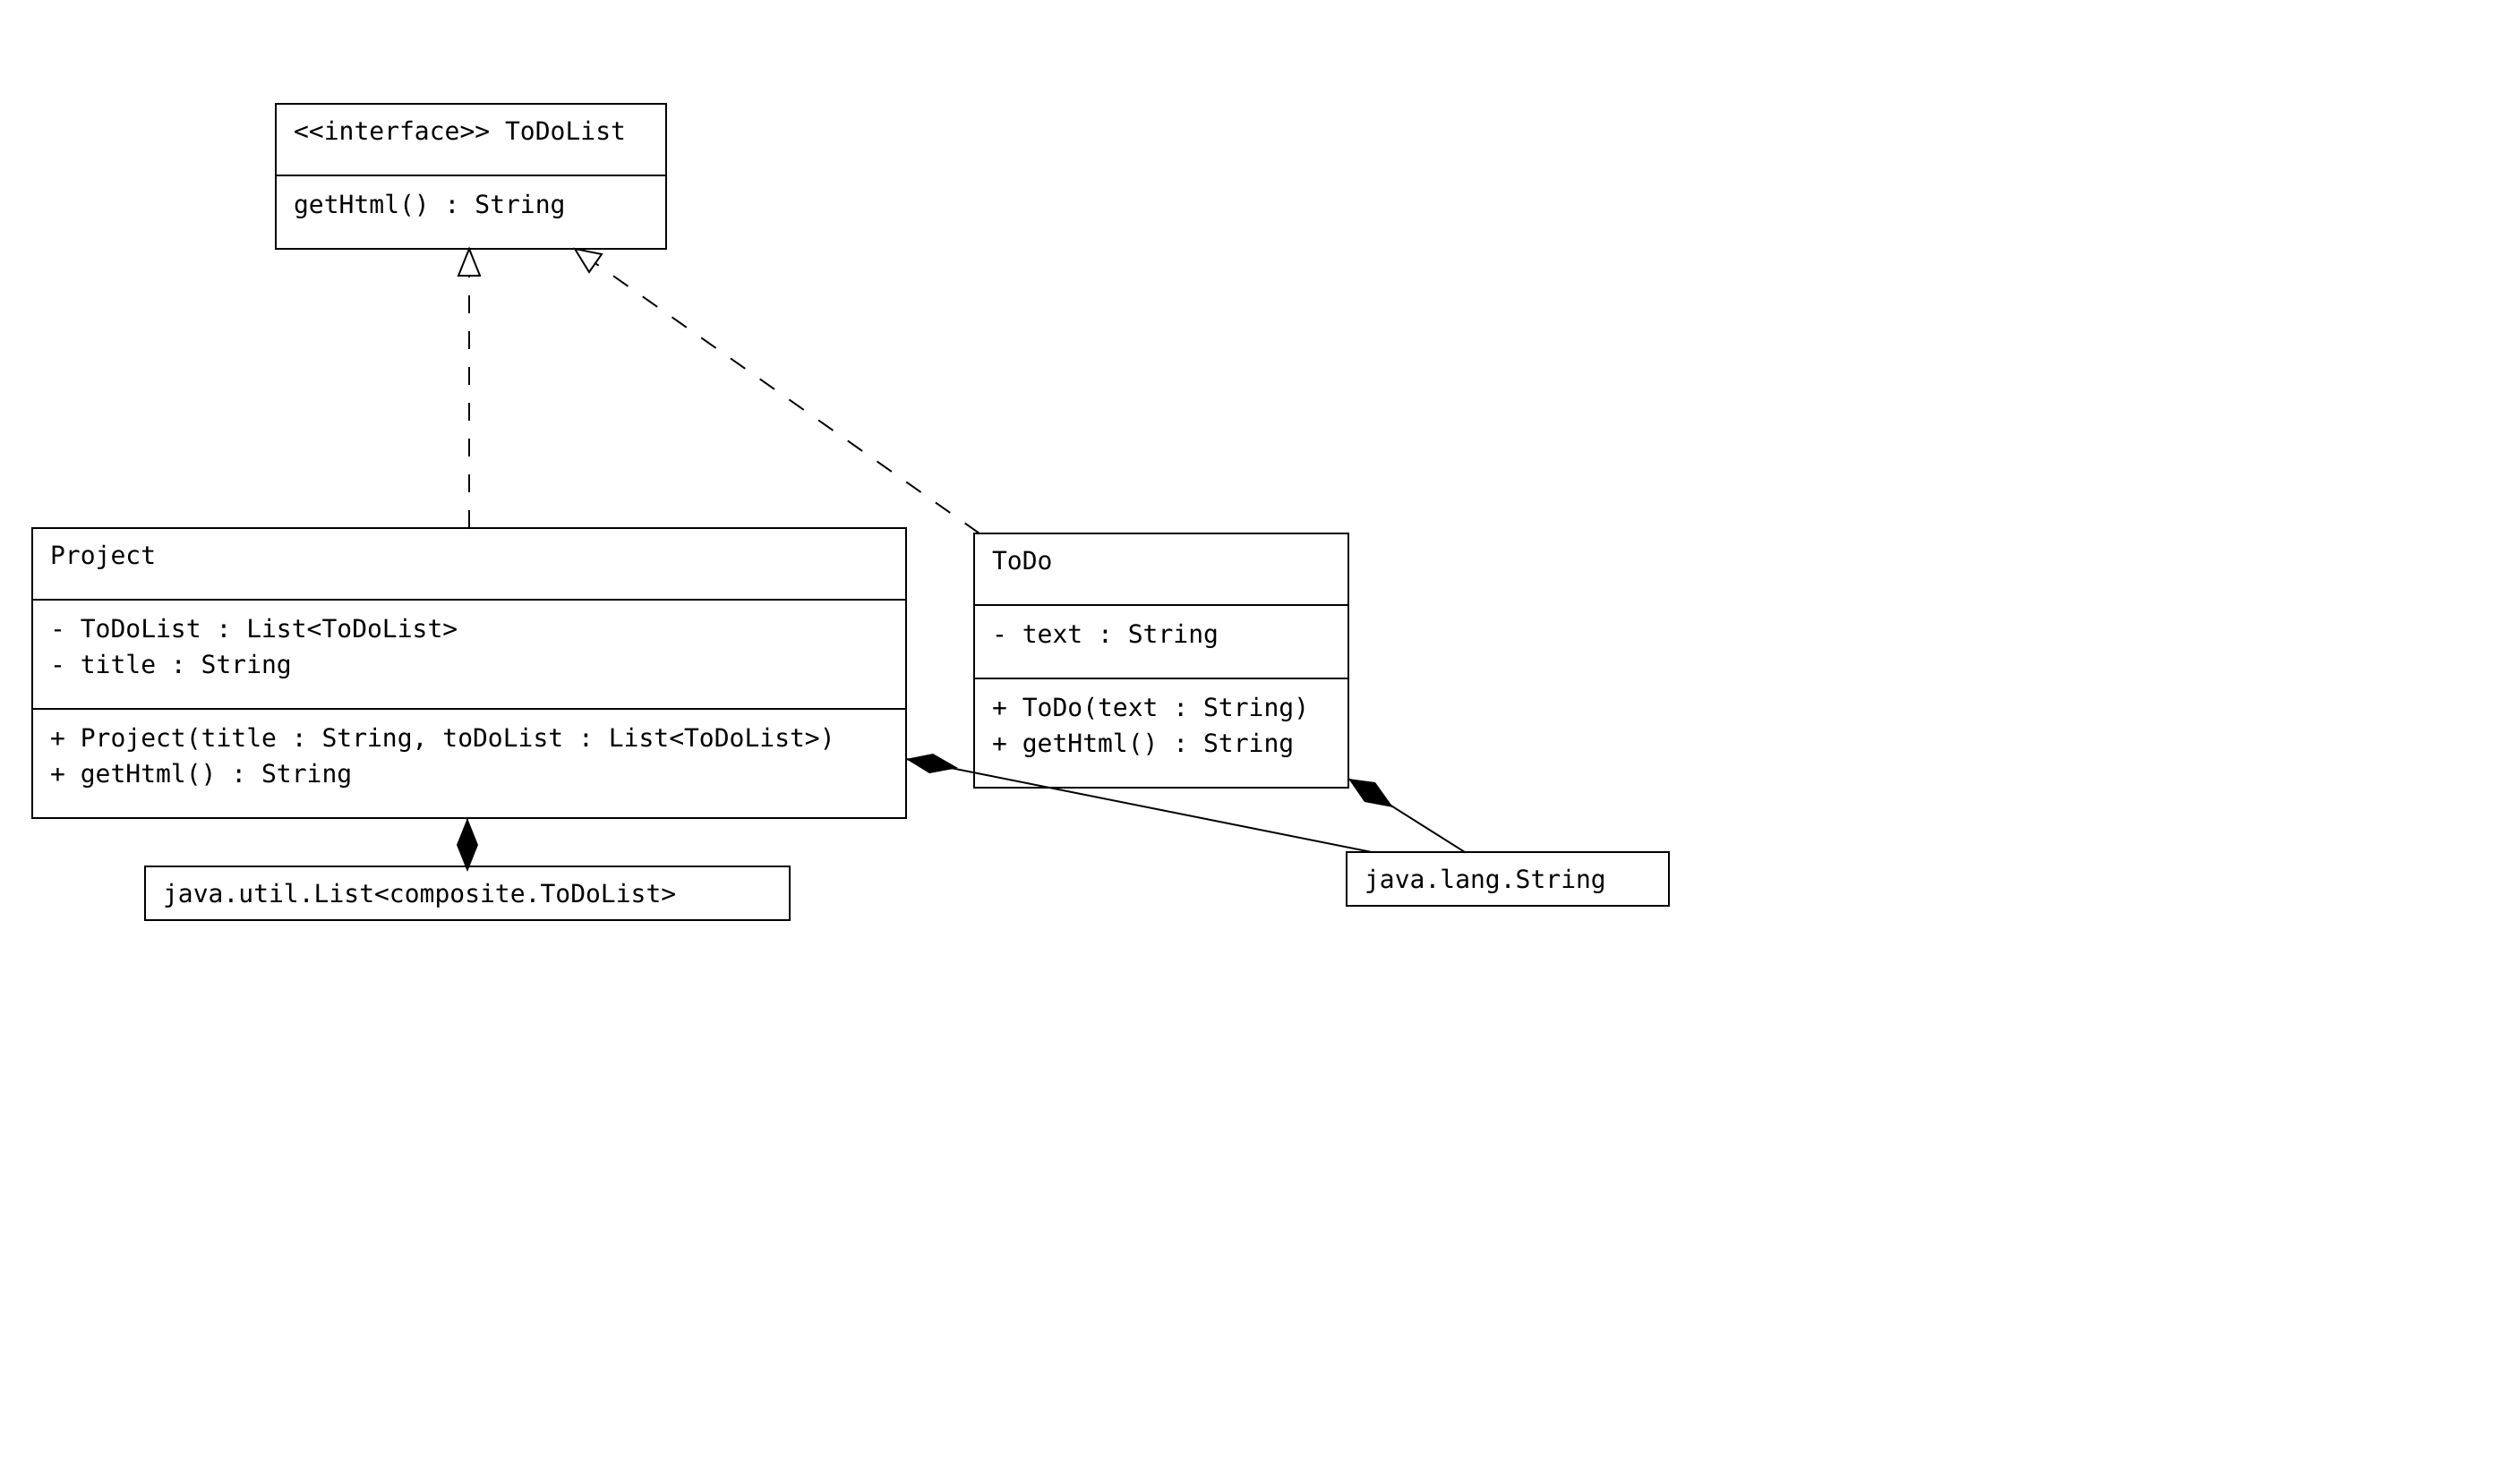 <<interface>> ToDoList
getHtml() : String
Project
- ToDoList : List<ToDoList>
- title : String
+ Project(title : String, toDoList : List<ToDoList>)
+ getHtml() : String
ToDo
- text : String
+ ToDo(text : String)
+ getHtml() : String
java.util.List<composite.ToDoList>
java.lang.String